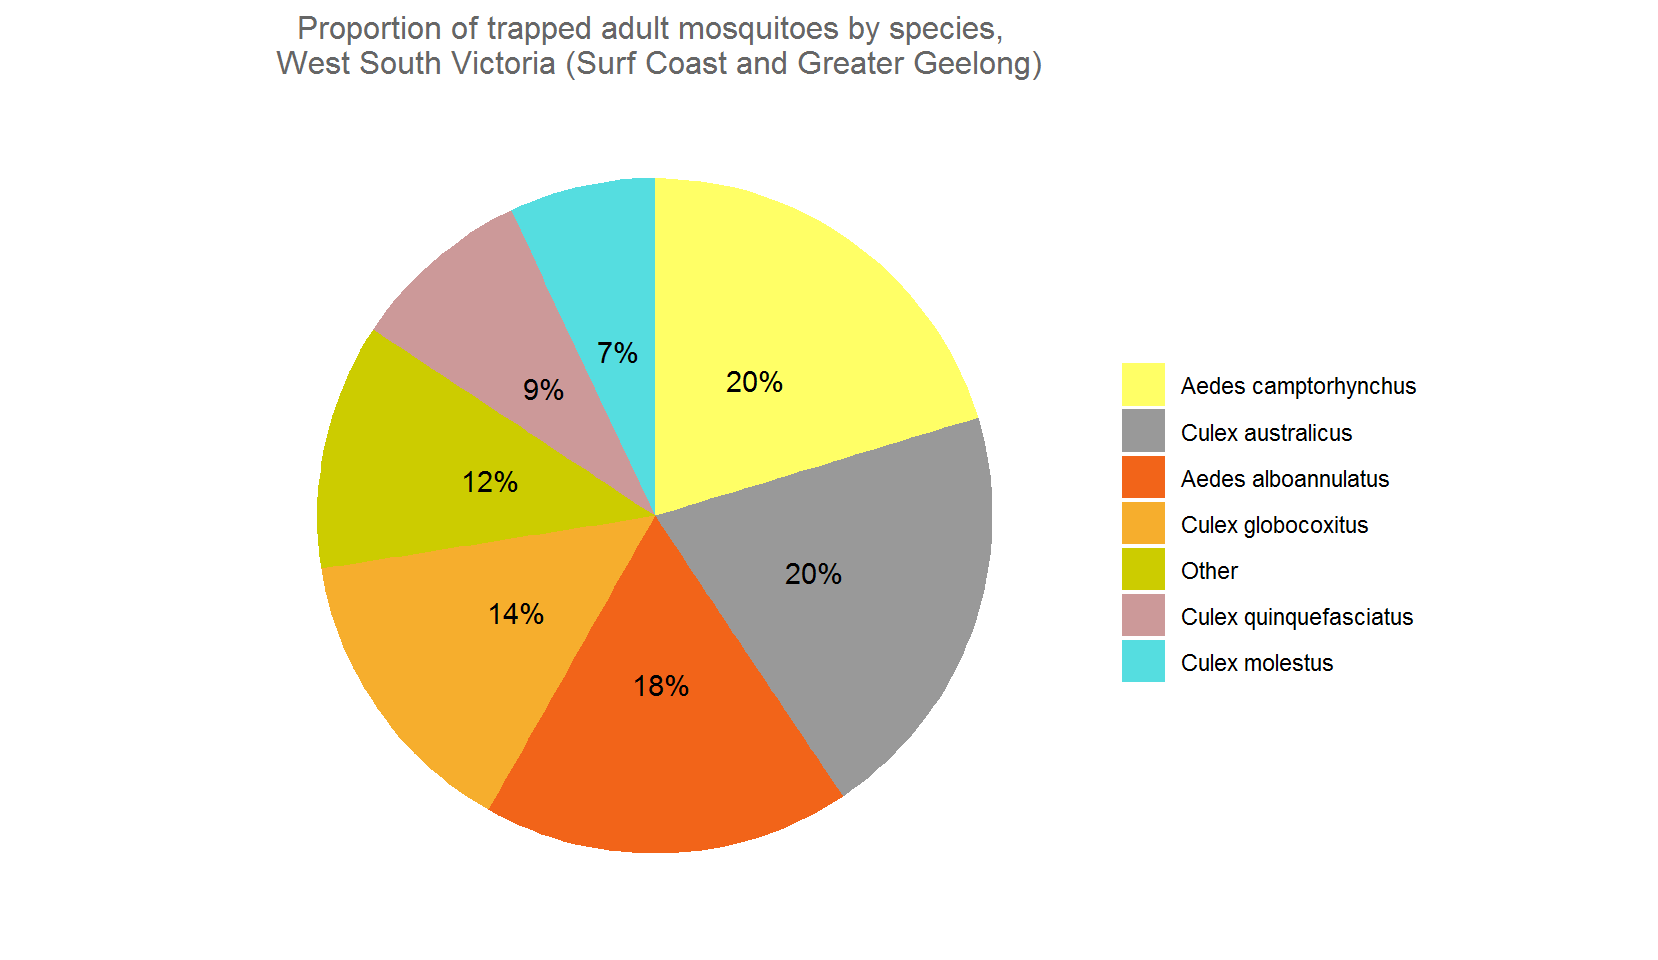 Proportion of trapped adult mosquitoes by species,
West South Victoria (Surf Coast and Greater Geelong)
7%
20%
9%
12%
20%
14%
18%
Aedes camptorhynchus
Culex australicus
Aedes alboannulatus
Culex globocoxitus
Other
Culex quinquefasciatus
Culex molestus